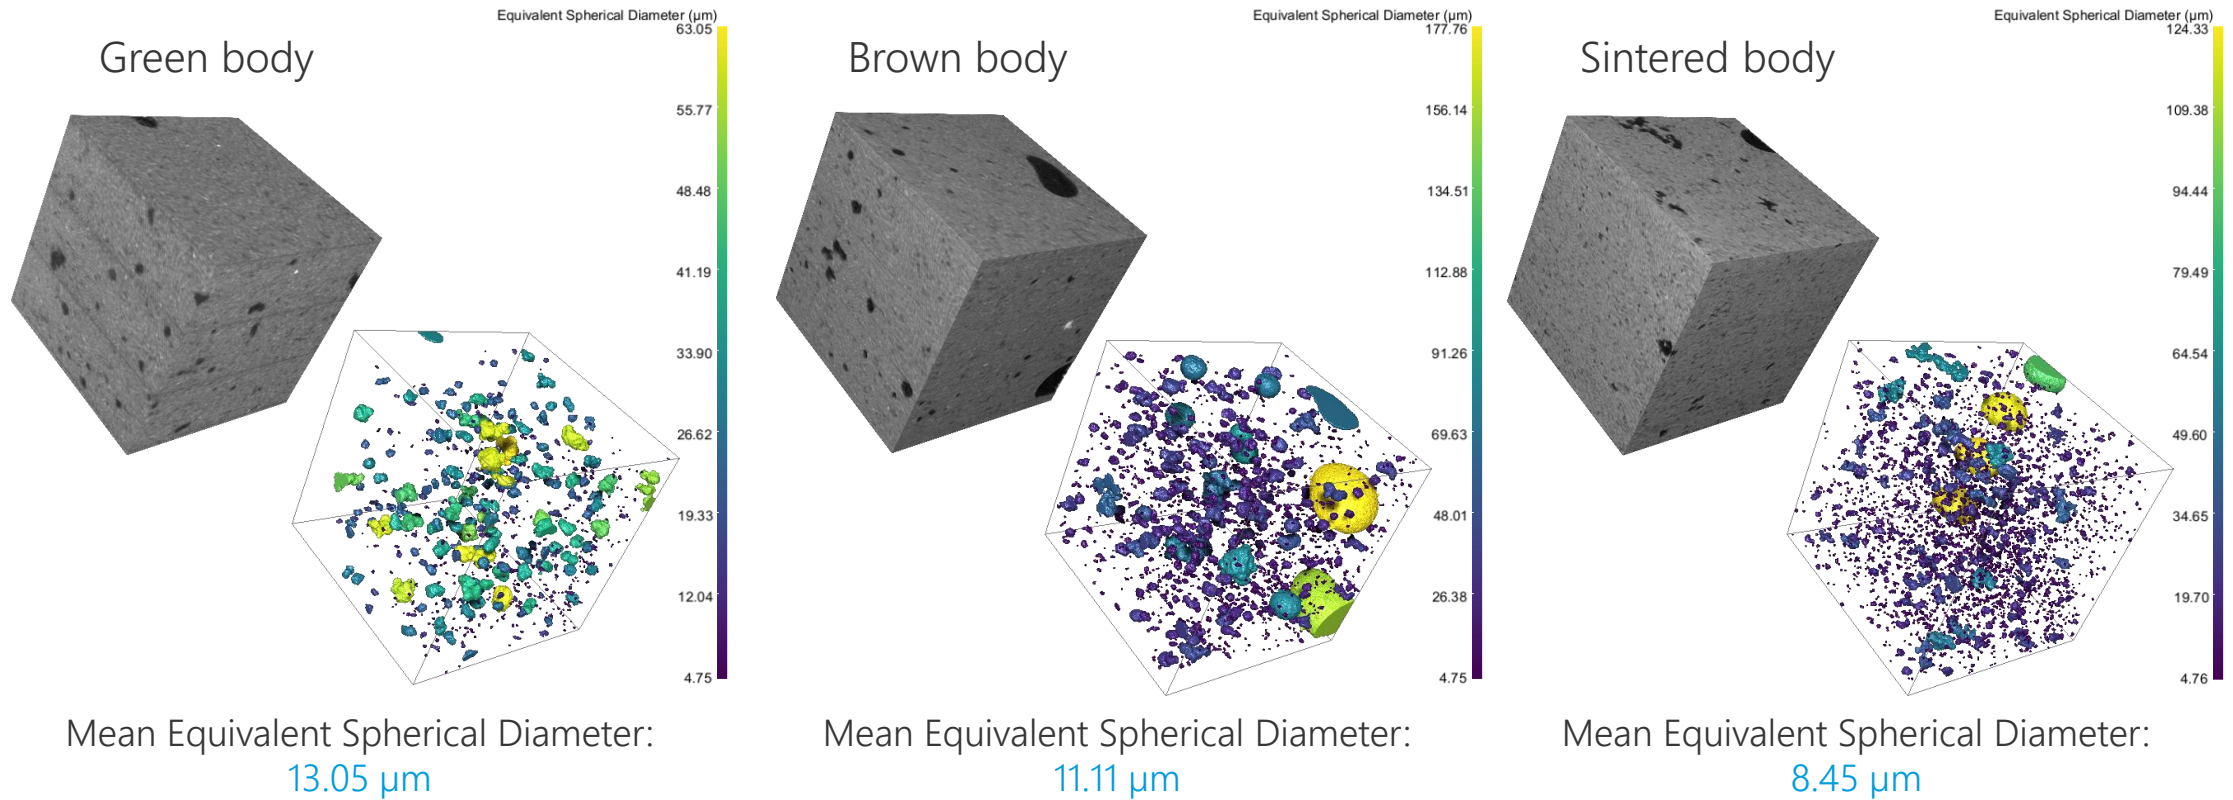 Equivalent Spherical Diameter (µm)
Green body
63.05
55.77
48.48
41.19
33.90
26.62
19.33
12.04
4.75
Mean Equivalent Spherical Diameter:
13.05 µm
Equivalent Spherical Diameter (µm)
Brown body
177.76
156.14
134.51
112.88
91.26
69.63
48.01
26.38
4.75
Mean Equivalent Spherical Diameter:
11.11 µm
Equivalent Spherical Diameter (µm)
Sintered body
124.33
109.38
94.44
79.49
64.54
49.60
34.65
19.70
4.76
Mean Equivalent Spherical Diameter:
8.45 µm